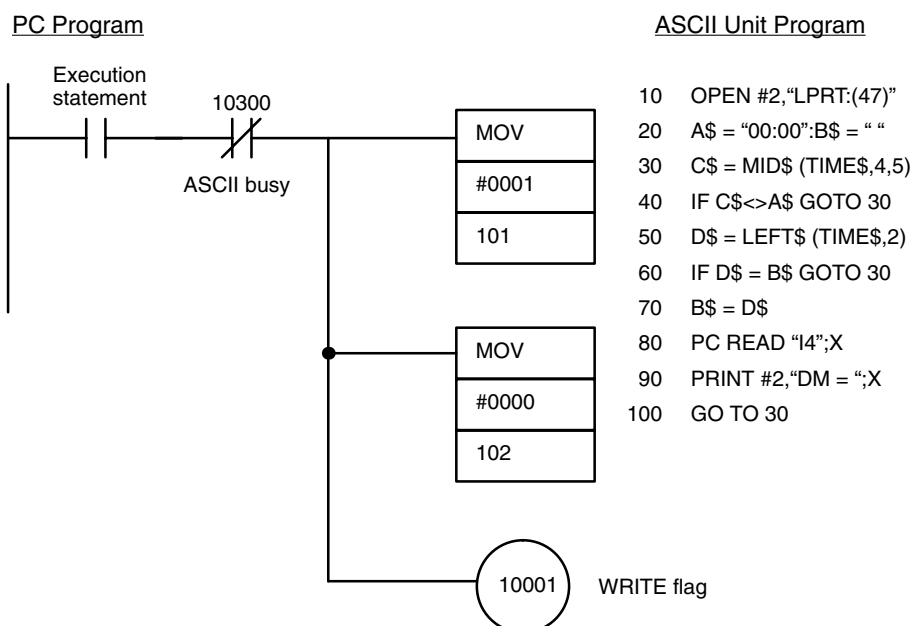 PC Program
Execution
statement
10300
ASCII busy
MOV
#0001
101
MOV
#0000
102
10001
WRITE flag
ASCII Unit Program
10 OPEN #2,“LPRT:(47)”
20 A$ = “00:00”:B$ = “ “
30 C$ = MID$ (TIME$,4,5)
40 IF C$<>A$ GOTO 30
50 D$ = LEFT$ (TIME$,2)
60 IF D$ = B$ GOTO 30
70 B$ = D$
80 PC READ “I4”;X
90 PRINT #2,“DM = “;X
100 GO TO 30